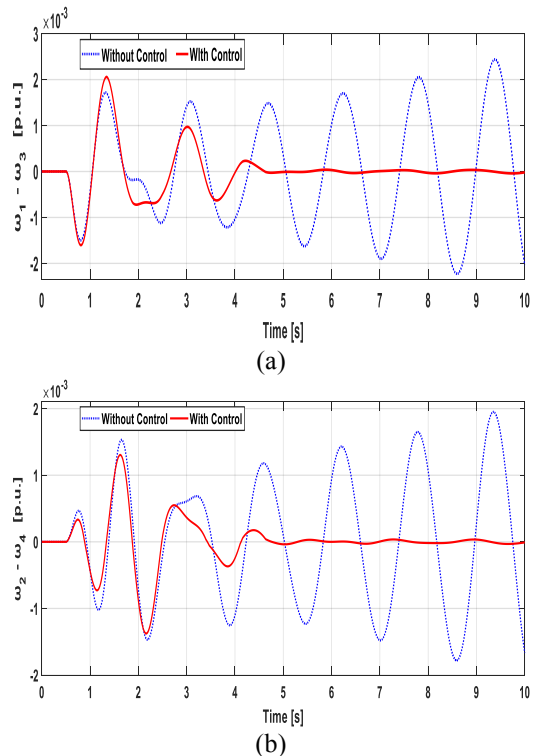 ×10⁻³
Without Control WIth Control
3
2
1
0
-1
-2
ω₁ - ω₃ [p.u.]
0 1 2 3 4 5 6 7 8 9 10
Time [s]
(a)
×10⁻³
Without Control With Control
2
1
0
-1
-2
ω₂ - ω₄ [p.u.]
0 1 2 3 4 5 6 7 8 9 10
Time [s]
(b)